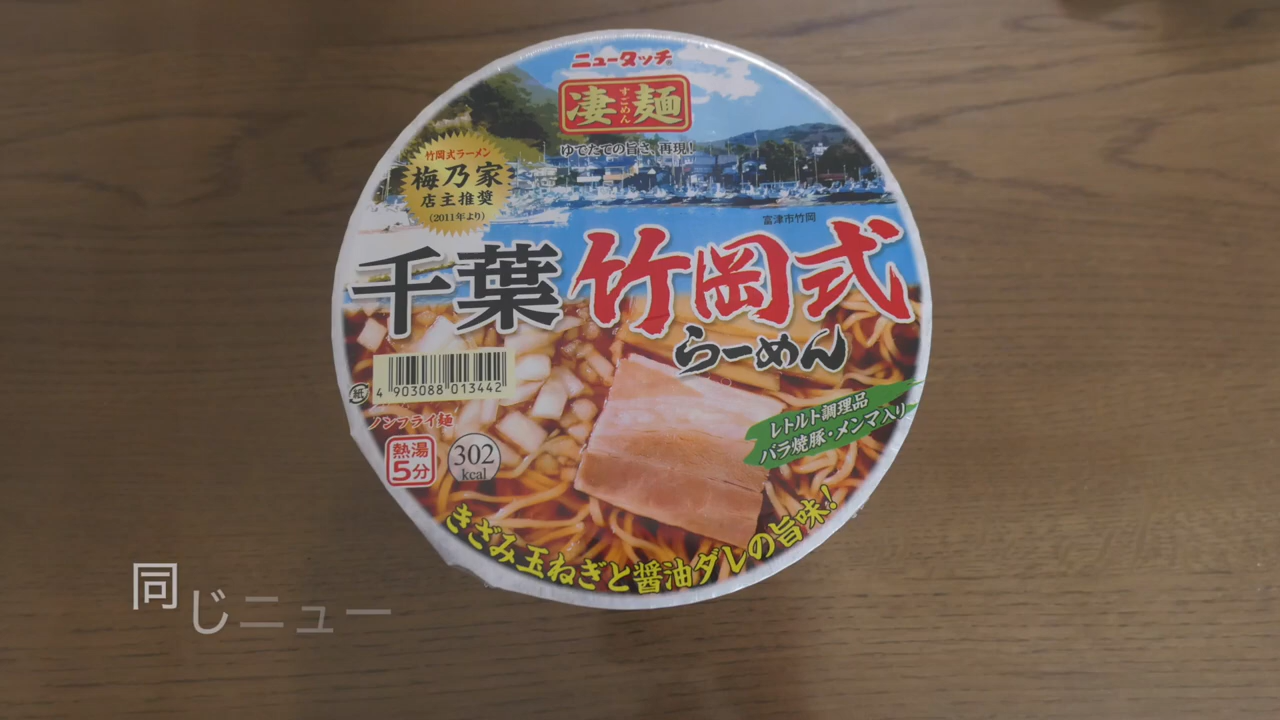 ニュータッチ
凄麺
すごめん
ゆでたての旨さ、再現!
竹岡式ラーメン
梅乃家
店主推奨
(2011年より)
富津市竹岡
千葉竹岡式
らーめん
紙
4 903088 013442
ノンフライ麺
熱湯
5分
302
kcal
レトルト調理品
バラ焼豚・メンマ入り
きざみ玉ねぎと醤油ダレの旨味!
同じニュー